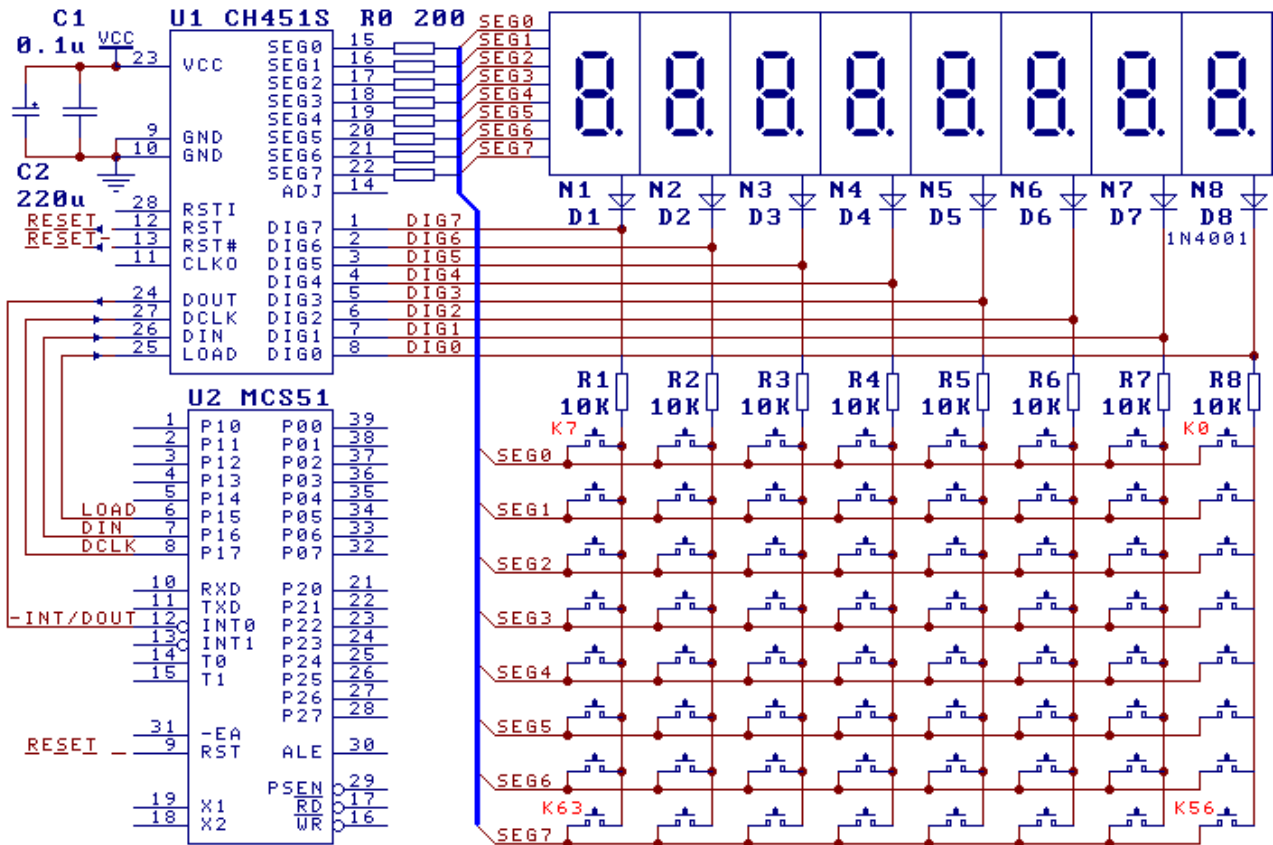 C1
0.1u
VCC
C2
220u
U1 CH451S
R0 200
23 VCC
9 GND
10 GND
28 RSTI
RESET 12 RST
RESET- 13 RST#
11 CLKO
24 DOUT
27 DCLK
26 DIN
25 LOAD
SEG0 15
SEG1 16
SEG2 17
SEG3 18
SEG4 19
SEG5 20
SEG6 21
SEG7 22
ADJ 14
DIG7 1 DIG7
DIG6 2 DIG6
DIG5 3 DIG5
DIG4 4 DIG4
DIG3 5 DIG3
DIG2 6 DIG2
DIG1 7 DIG1
DIG0 8 DIG0
SEG0
SEG1
SEG2
SEG3
SEG4
SEG5
SEG6
SEG7
8. 8. 8. 8. 8. 8. 8. 8.
N1 N2 N3 N4 N5 N6 N7 N8
D1 D2 D3 D4 D5 D6 D7 D8
1N4001
R1 R2 R3 R4 R5 R6 R7 R8
10K 10K 10K 10K 10K 10K 10K 10K
K7 K0
SEG0
SEG1
SEG2
SEG3
SEG4
SEG5
SEG6
K63 K56
SEG7
U2 MCS51
1 P10 P00 39
2 P11 P01 38
3 P12 P02 37
4 P13 P03 36
5 P14 P04 35
LOAD 6 P15 P05 34
DIN 7 P16 P06 33
DCLK 8 P17 P07 32
10 RXD P20 21
11 TXD P21 22
-INT/DOUT 12 INT0 P22 23
13 INT1 P23 24
14 T0 P24 25
15 T1 P25 26
P26 27
P27 28
31 -EA
RESET 9 RST ALE 30
PSEN 29
19 X1 RD 17
18 X2 WR 16